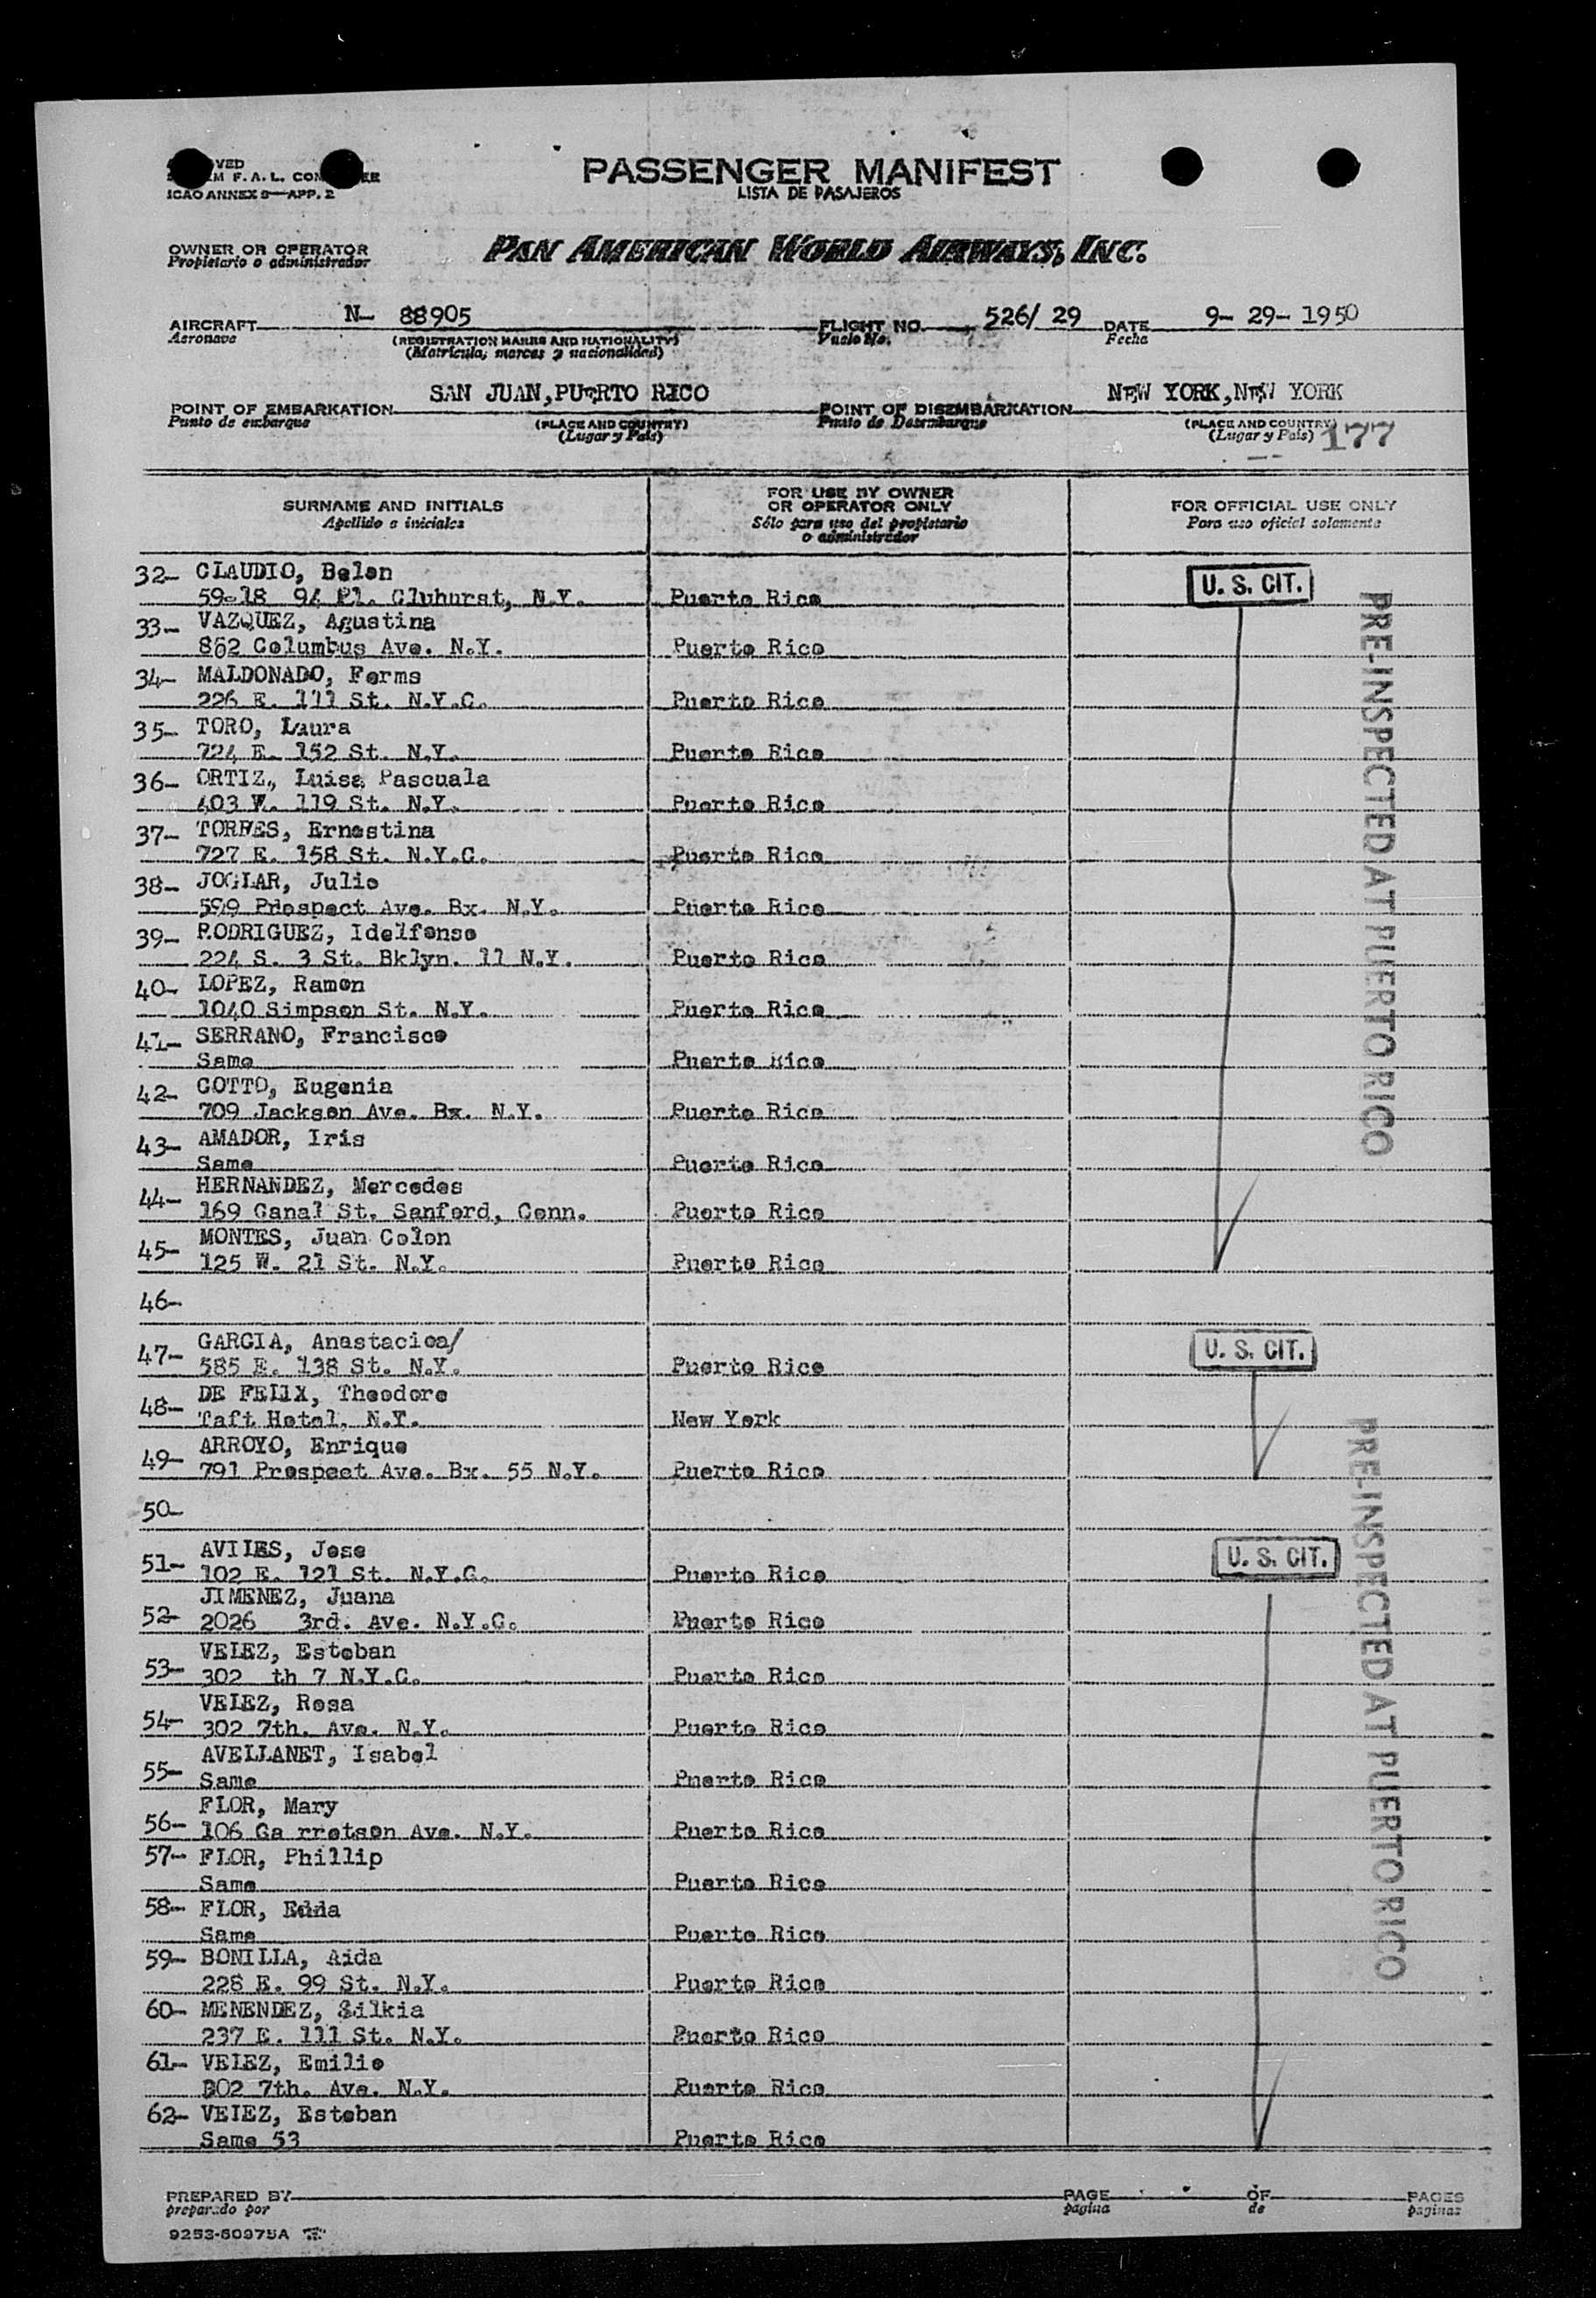 PASSENGER MANIFEST
LISTA DE PASAJEROS
F. A. L.
ICAO ANNEX 9—APP. 2
OWNER OR OPERATOR
Propietario o administrador
PAN AMERICAN WORLD AIRWAYS, INC.
AIRCRAFT N- 88905 FLIGHT NO. 526/ 29 DATE 9- 29- 1950
Aeronave (REGISTRATION MARKS AND NATIONALITY) Vuelo No. Fecha
(Matricula, marcas y nacionalidad)
POINT OF EMBARKATION SAN JUAN,PUERTO RICO POINT OF DISEMBARKATION NEW YORK,NEW YORK
Punto de embarque (PLACE AND COUNTRY) Punto de Desembarque (PLACE AND COUNTRY)
(Lugar y País) (Lugar y País) 177
SURNAME AND INITIALS FOR USE BY OWNER OR OPERATOR ONLY FOR OFFICIAL USE ONLY
Apellido e iniciales Sólo para uso del propietario o administrador Para uso oficial solamente
32- CLAUDIO, Belen U. S. CIT.
59-18 94 Pl. Gluhurst, N.Y. Puerto Rico
33- VAZQUEZ, Agustina
862 Columbus Ave. N.Y. Puerto Rico
34- MALDONADO, Ferms
226 E. 111 St. N.Y.C. Puerto Rico
35- TORO, Laura
724 E. 152 St. N.Y. Puerto Rico
36- ORTIZ, Luisa Pascuala
403 W. 119 St. N.Y. Puerto Rico
37- TORRES, Ernestina
727 E. 158 St. N.Y.C. Puerto Rico
38- JOGLAR, Julio
599 Prospect Ave. Bx. N.Y. Puerto Rico
39- RODRIGUEZ, Idelfonso
224 S. 3 St. Bklyn. 11 N.Y. Puerto Rico
40- LOPEZ, Ramon
1040 Simpson St. N.Y. Puerto Rico
41- SERRANO, Francisco
Same Puerto Rico
42- COTTO, Eugenia
709 Jackson Ave. Bx. N.Y. Puerto Rico
43- AMADOR, Iris
Same Puerto Rico
44- HERNANDEZ, Mercedes
169 Canal St. Sanford, Conn. Puerto Rico
45- MONTES, Juan Colon
125 W. 21 St. N.Y. Puerto Rico
PRE-INSPECTED AT PUERTO RICO
46-
47- GARCIA, Anastacioa/ U. S. CIT.
585 E. 138 St. N.Y. Puerto Rico
48- DE FELIX, Theodore
Taft Hotel, N.Y. New York
49- ARROYO, Enrique
791 Prospect Ave. Bx. 55 N.Y. Puerto Rico
50-
51- AVILES, Jose U. S. CIT.
102 E. 121 St. N.Y.C. Puerto Rico
52- JIMENEZ, Juana
2026 3rd. Ave. N.Y.C. Puerto Rico
53- VELEZ, Esteban
302 th 7 N.Y.C. Puerto Rico
54- VELEZ, Rosa
302 7th. Ave. N.Y. Puerto Rico
55- AVELLANET, Isabel
Same Puerto Rico
56- FLOR, Mary
106 Ga rretson Ave. N.Y. Puerto Rico
57- FLOR, Phillip
Same Puerto Rico
58- FLOR, Edda
Same Puerto Rico
59- BONILLA, Aida
228 E. 99 St. N.Y. Puerto Rico
60- MENENDEZ, Silkia
237 E. 111 St. N.Y. Puerto Rico
61- VELEZ, Emilio
302 7th. Ave. N.Y. Puerto Rico
62- VELEZ, Esteban
Same 53 Puerto Rico
PRE-INSPECTED AT PUERTO RICO
PREPARED BY PAGE OF PAGES
preparado por página de páginas
9253-60975A